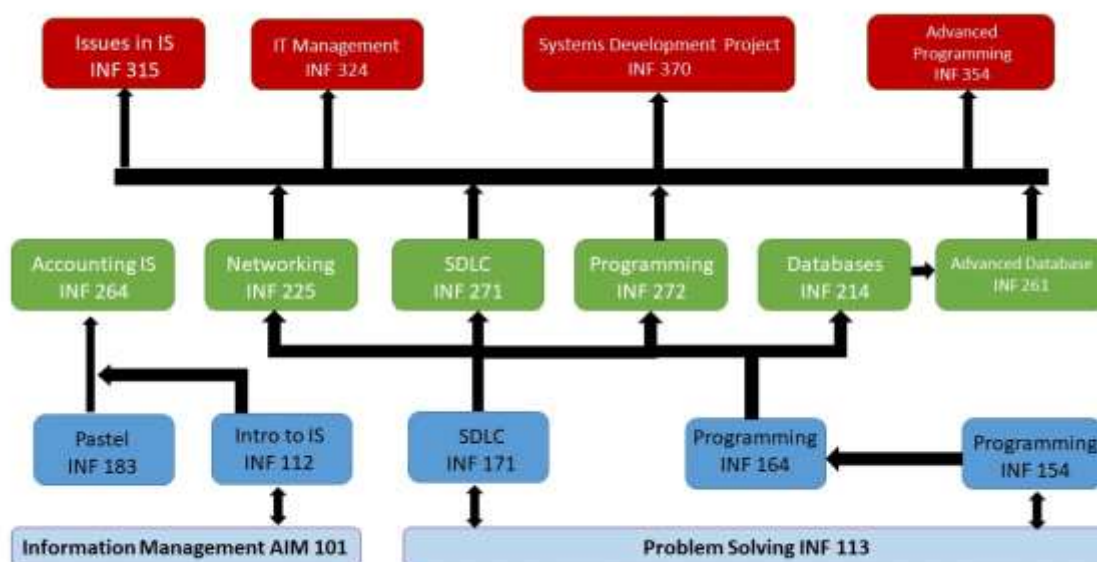 Issues in IS
INF 315
IT Management
INF 324
Systems Development Project
INF 370
Advanced
Programming
INF 354
Accounting IS
INF 264
Networking
INF 225
SDLC
INF 271
Programming
INF 272
Databases
INF 214
Advanced Database
INF 261
Pastel
INF 183
Intro to IS
INF 112
SDLC
INF 171
Programming
INF 164
Programming
INF 154
Information Management AIM 101
Problem Solving INF 113